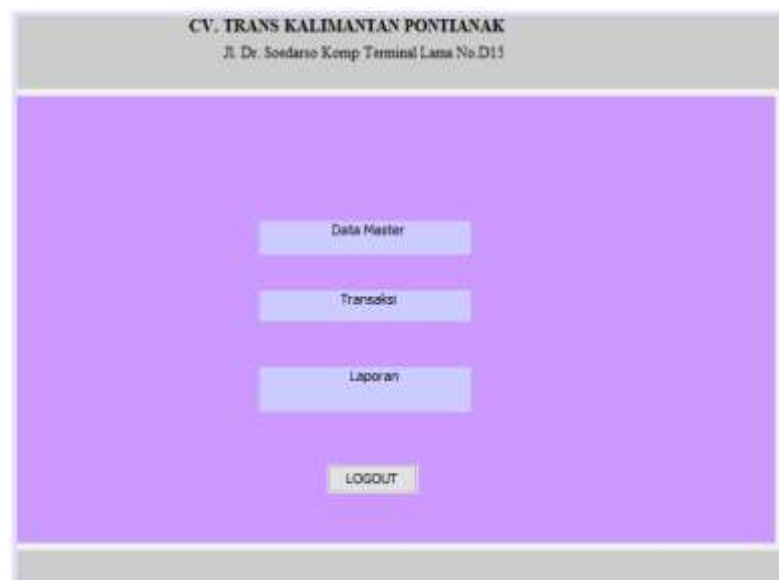 CV. TRANS KALIMANTAN PONTIANAK
Jl. Dr. Soedarso Komp Terminal Lama No.D15
Data Master
Transaksi
Laporan
LOGOUT